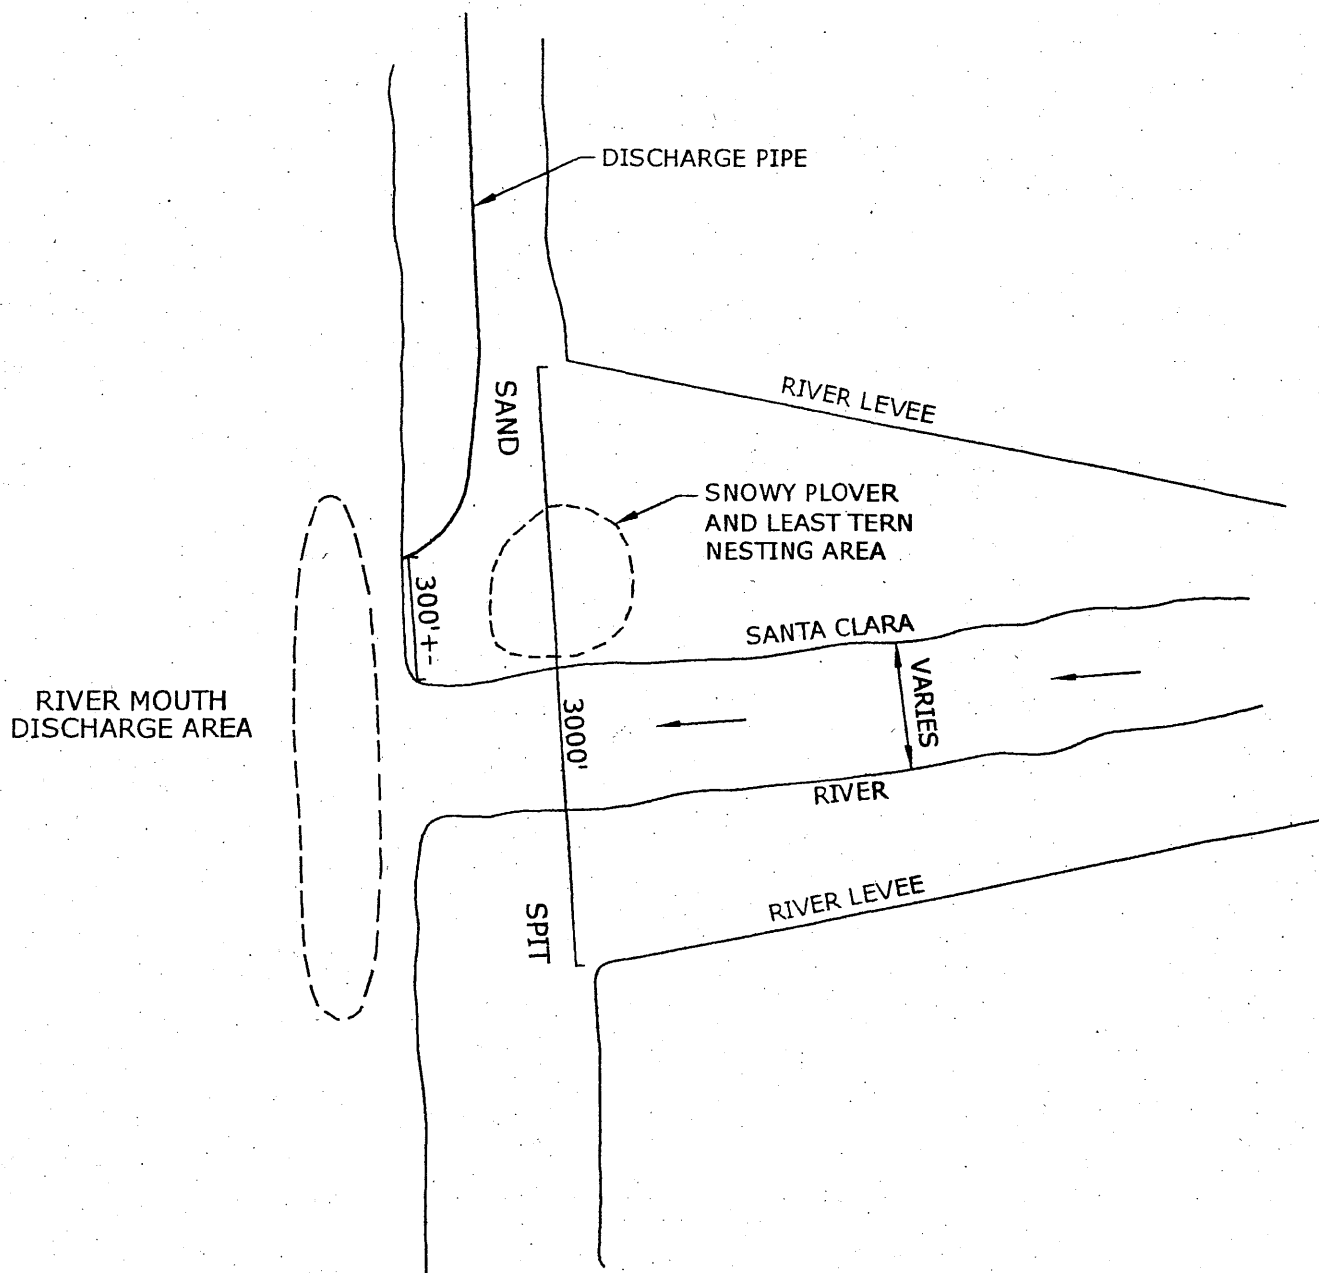 DISCHARGE PIPE
RIVER LEVEE
SAND
SNOWY PLOVER
AND LEAST TERN
NESTING AREA
300'+-
SANTA CLARA
VARIES
RIVER MOUTH
DISCHARGE AREA
3000'
RIVER
RIVER LEVEE
SPIT